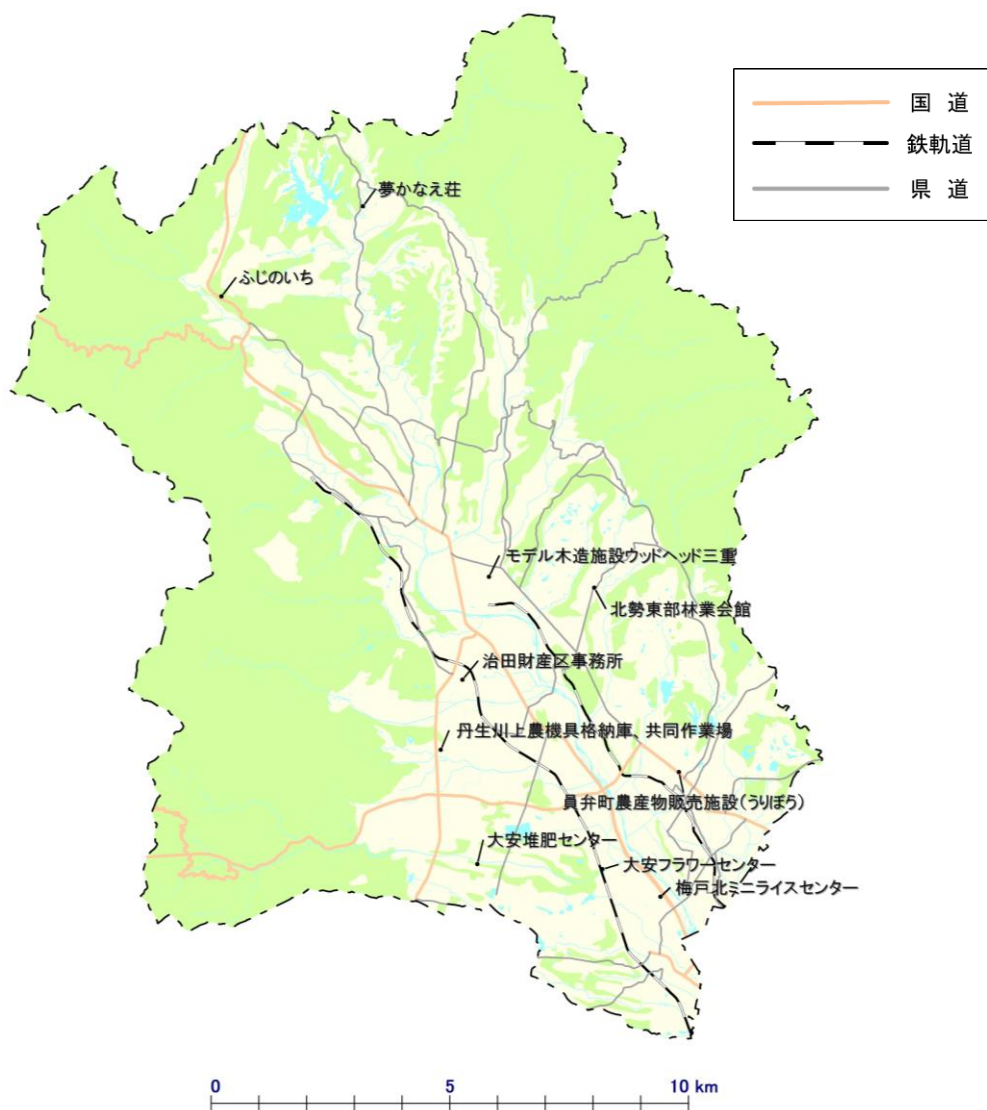 国 道
鉄軌道
県 道
夢かなえ荘
ふじのいち
モデル木造施設ウッドヘッド三重
北勢東部林業会館
治田財産区事務所
丹生川上農機具格納庫、共同作業場
員弁町農産物販売施設(うりぼう)
大安堆肥センター
大安フラワーセンター
梅戸北ミニライスセンター
0 5 10 km